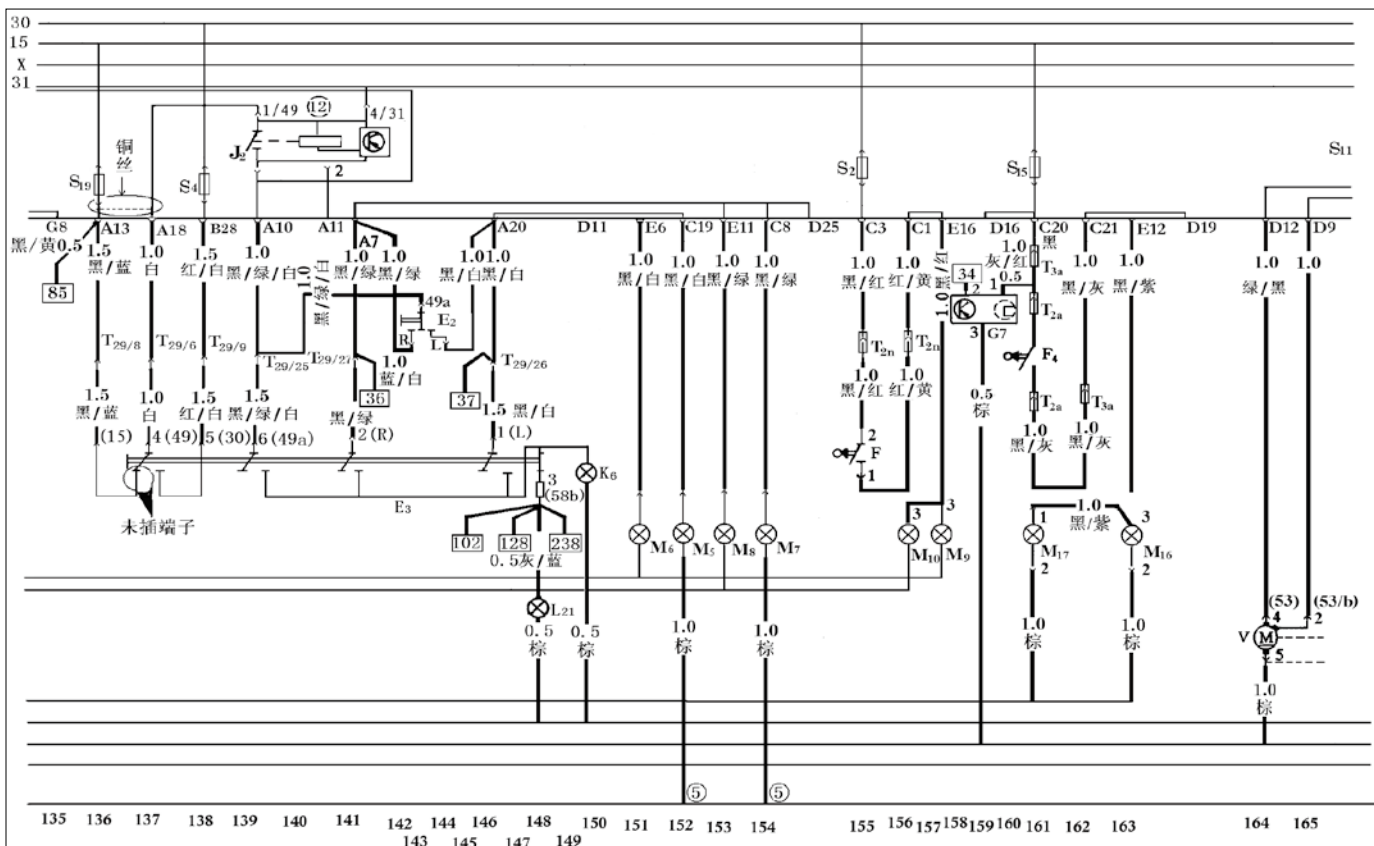 30
15
X
31
1/49 12 4/31
J2
2
铜
丝
S19
S4
S2
S15
S11
G8 A13 A18 B28 A10 A11 A7 A20 D11 E6 C19 E11 C8 D25 C3 C1 E16 D16 C20 C21 E12 D19 D12 D9
黑/黄0.5
1.5 1.0 1.5 1.0 1.0 1.0 1.0 1.0 1.0 1.0 1.0 1.0 1.0 1.0 1.0 1.0 1.0
黑/蓝 白 红/白 黑/绿/白 黑/绿 黑/绿 黑/白 黑/白 黑/白 黑/白 黑/绿 黑/绿 黑/红 红/黄 黑/灰 黑/紫 绿/黑
1.0 黑/绿/白
1.0 黑/红
1.0 黑
灰/红
0.5
T3a
85
34
2 1
3 G7
49a
E2
R L
T2a
T29/8 T29/6 T29/9 T29/25 T29/27 T29/26
T2n T2n
F4
1.0
蓝/白
36 37
1.0 1.0
黑/红 红/黄
0.5
棕
T2a T3a
1.5 1.0 1.5 1.5
黑/蓝 白 红/白 黑/绿/白 黑/绿 1.5 黑/白
1.0 1.0
黑/灰 黑/灰
(15) 4(49) 5(30) 6(49a) 2(R) 1(L)
2
F
1
K6
3
(58b)
E3
未插端子
102 128 238
0.5灰/蓝
M6 M5 M8 M7
3 3
M10 M9
1.0
黑/紫
1 3
M17 M16
2 2
L21
0.5 0.5 1.0 1.0 1.0 1.0
棕 棕 棕 棕 棕 棕
(53) (53/b)
4 2
V M
5
1.0
棕
5 5
135 136 137 138 139 140 141 142 143 144 145 146 147 148 149 150 151 152 153 154 155 156 157 158 159 160 161 162 163 164 165